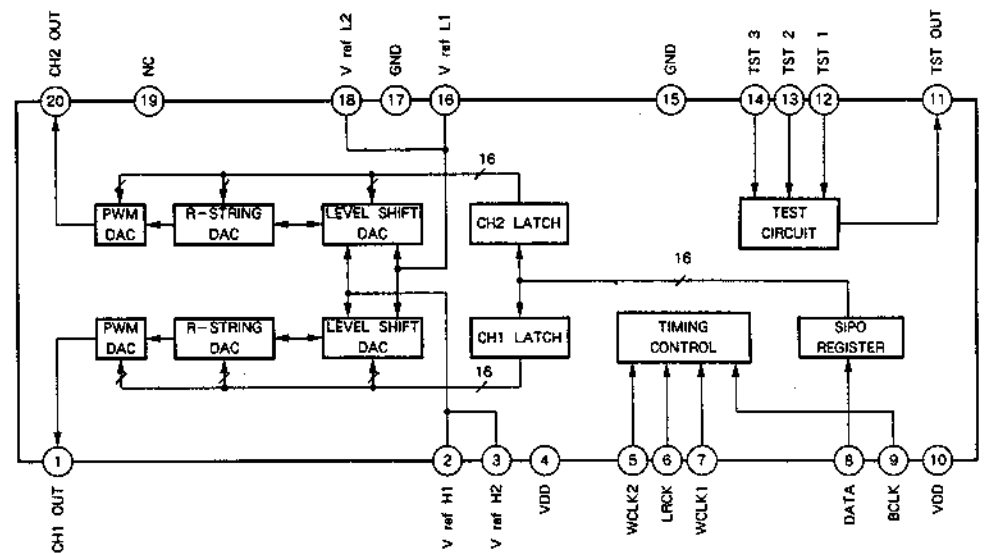 CH2 OUT
NC
V ref L2
GND
V ref L1
GND
TST 3
TST 2
TST 1
TST OUT
20
19
18
17
16
15
14
13
12
11
16
PWM
DAC
R-STRING
DAC
LEVEL SHIFT
DAC
CH2 LATCH
TEST
CIRCUIT
16
PWM
DAC
R-STRING
DAC
LEVEL SHIFT
DAC
CH1 LATCH
TIMING
CONTROL
SIPO
REGISTER
16
1
2
3
4
5
6
7
8
9
10
CH1 OUT
V ref H1
V ref H2
VDD
WCLK2
LRCK
WCLK1
DATA
BCLK
VDD